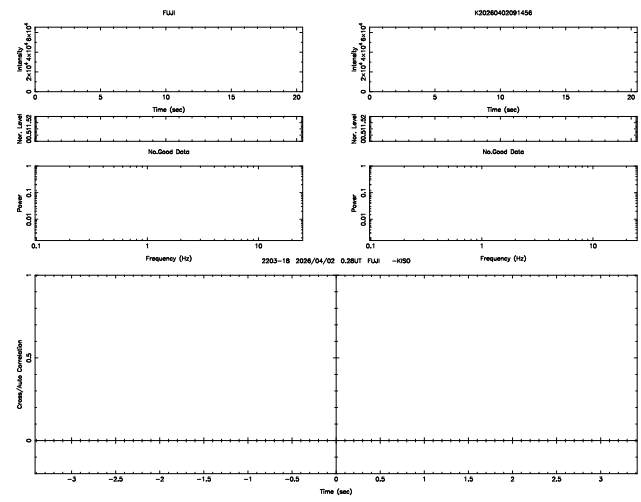 FUJI
K20260402091456
Intensity
0 2×10⁴ 4×10⁴ 6×10⁴
0 5 10 15 20
Time (sec)
Intensity
0 2×10⁴ 4×10⁴ 6×10⁴
0 5 10 15 20
Time (sec)
Nor. Level
00.511.52
Nor. Level
00.511.52
No.Good Data
No.Good Data
Power
0.01 0.1 1
0.1 1 10
Frequency (Hz)
Power
0.01 0.1 1
0.1 1 10
Frequency (Hz)
2203-18 2026/04/02 0.28UT FUJI -KISO
Cross/Auto Correlation
0 0.5 1
-3 -2.5 -2 -1.5 -1 -0.5 0 0.5 1 1.5 2 2.5 3
Time (sec)